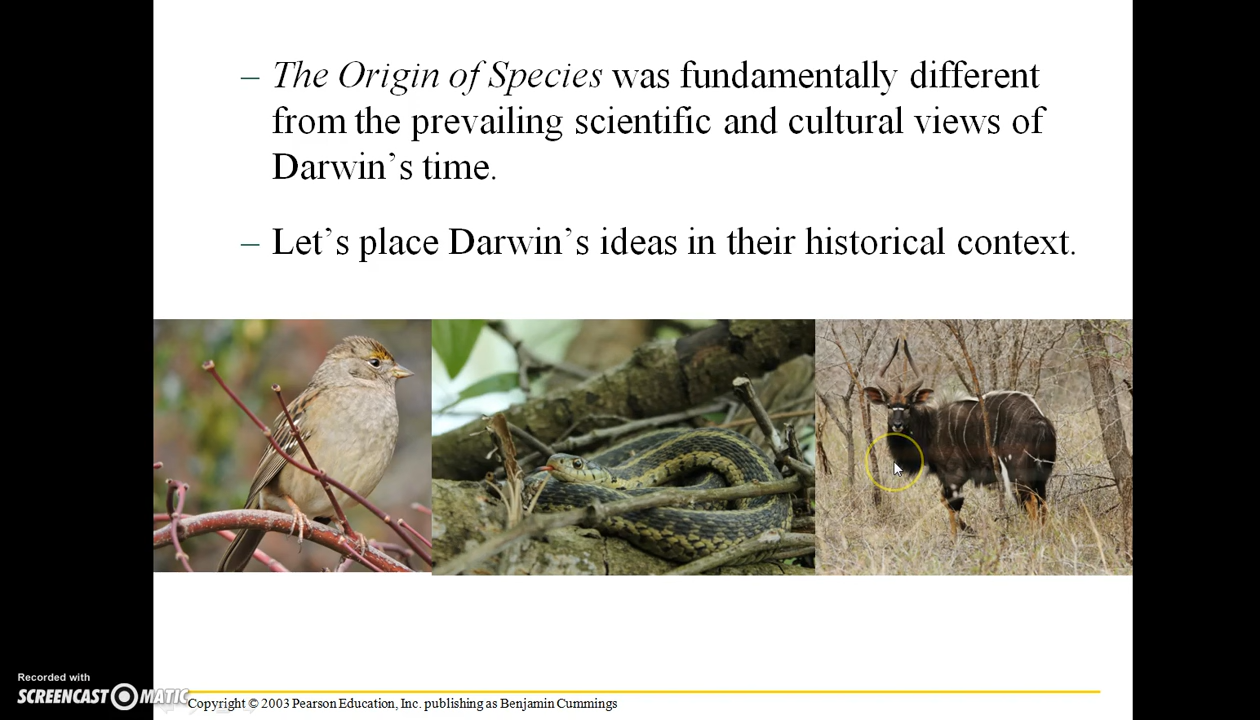 – The Origin of Species was fundamentally different
from the prevailing scientific and cultural views of
Darwin’s time.
– Let’s place Darwin’s ideas in their historical context.
Recorded with
SCREENCAST MATIC
Copyright © 2003 Pearson Education, Inc. publishing as Benjamin Cummings